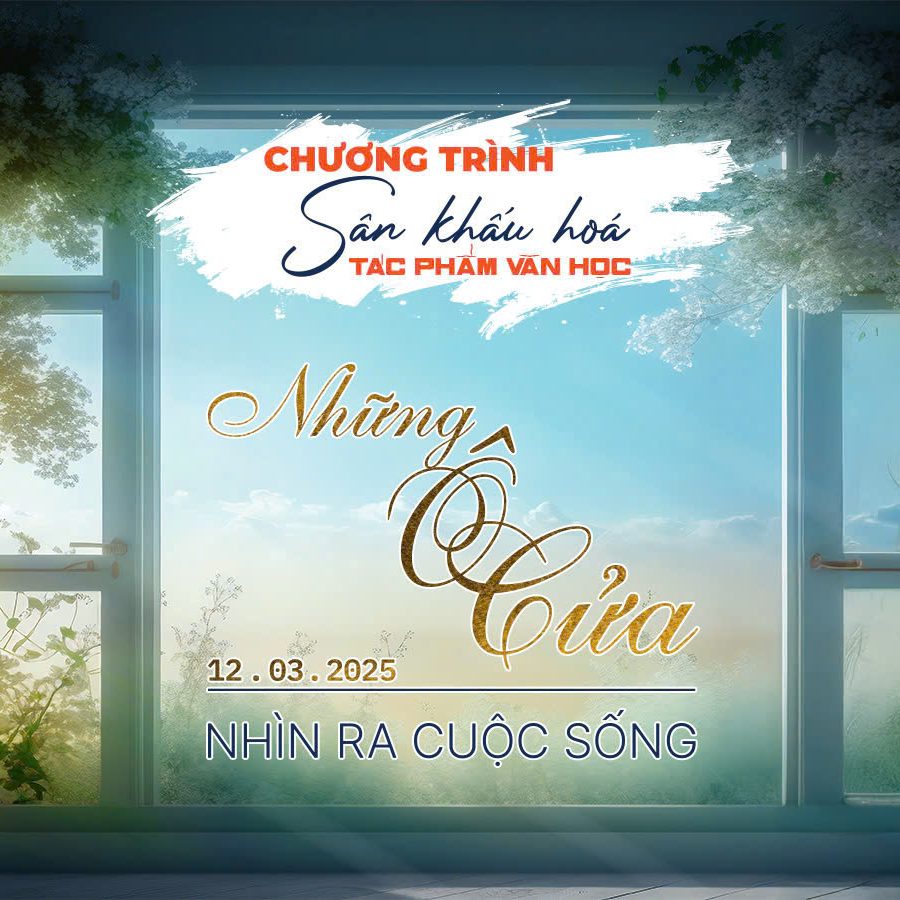 CHƯƠNG TRÌNH
Sân khấu hoá
TÁC PHẨM VĂN HỌC
Những
Ô
Cửa
12.03.2025
NHÌN RA CUỘC SỐNG